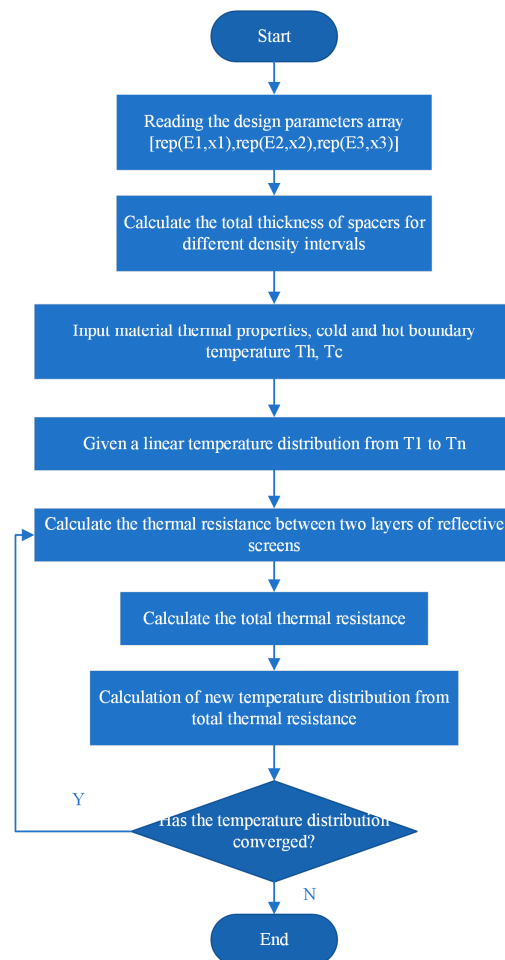 Start
Reading the design parameters array
[rep(E1,x1),rep(E2,x2),rep(E3,x3)]
Calculate the total thickness of spacers for
different density intervals
Input material thermal properties, cold and hot boundary
temperature Th, Tc
Given a linear temperature distribution from T1 to Tn
Calculate the thermal resistance between two layers of reflective
screens
Calculate the total thermal resistance
Calculation of new temperature distribution from
total thermal resistance
Y
Has the temperature distribution
converged?
N
End